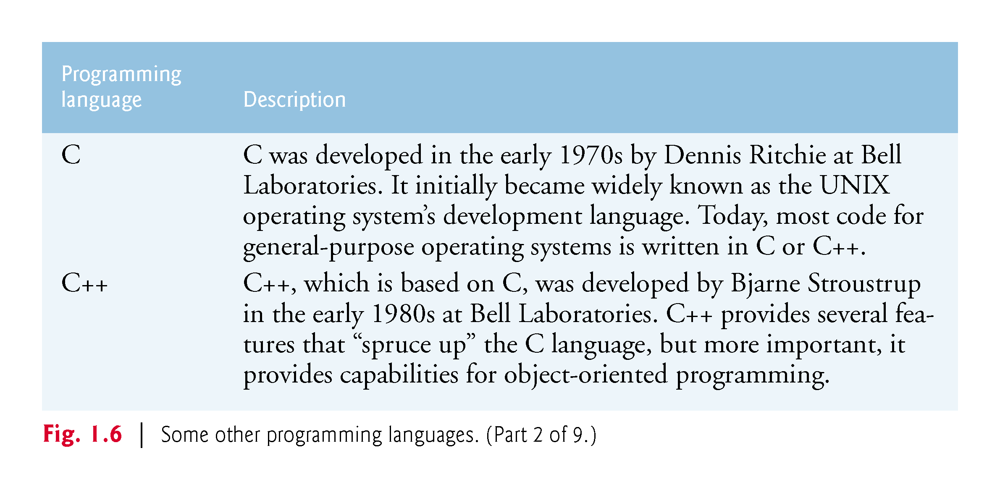 Programming
language Description
C C was developed in the early 1970s by Dennis Ritchie at Bell
Laboratories. It initially became widely known as the UNIX
operating system’s development language. Today, most code for
general-purpose operating systems is written in C or C++.
C++ C++, which is based on C, was developed by Bjarne Stroustrup
in the early 1980s at Bell Laboratories. C++ provides several fea-
tures that “spruce up” the C language, but more important, it
provides capabilities for object-oriented programming.
Fig. 1.6 | Some other programming languages. (Part 2 of 9.)